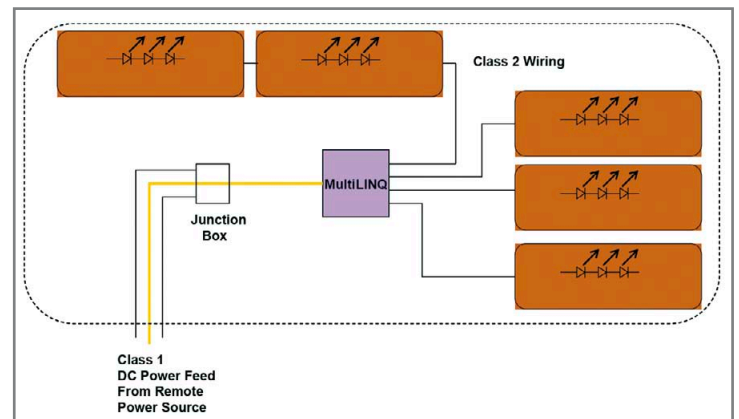 Class 2 Wiring
MultiLINQ
Junction
Box
Class 1
DC Power Feed
From Remote
Power Source